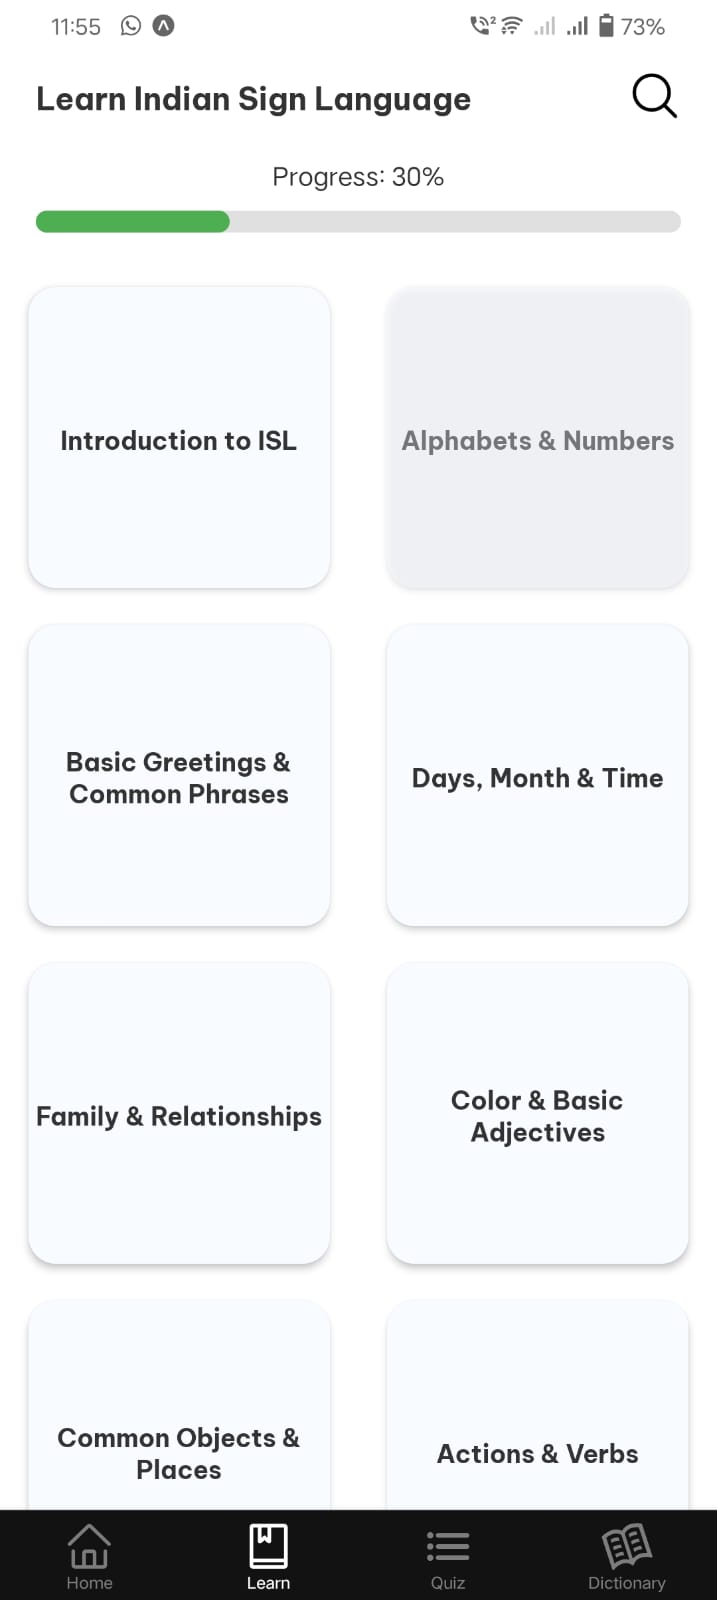 11:55
2
73%
Learn Indian Sign Language
Progress: 30%
Introduction to ISL
Alphabets & Numbers
Basic Greetings &
Common Phrases
Days, Month & Time
Family & Relationships
Color & Basic
Adjectives
Common Objects &
Places
Actions & Verbs
Home
Learn
Quiz
Dictionary